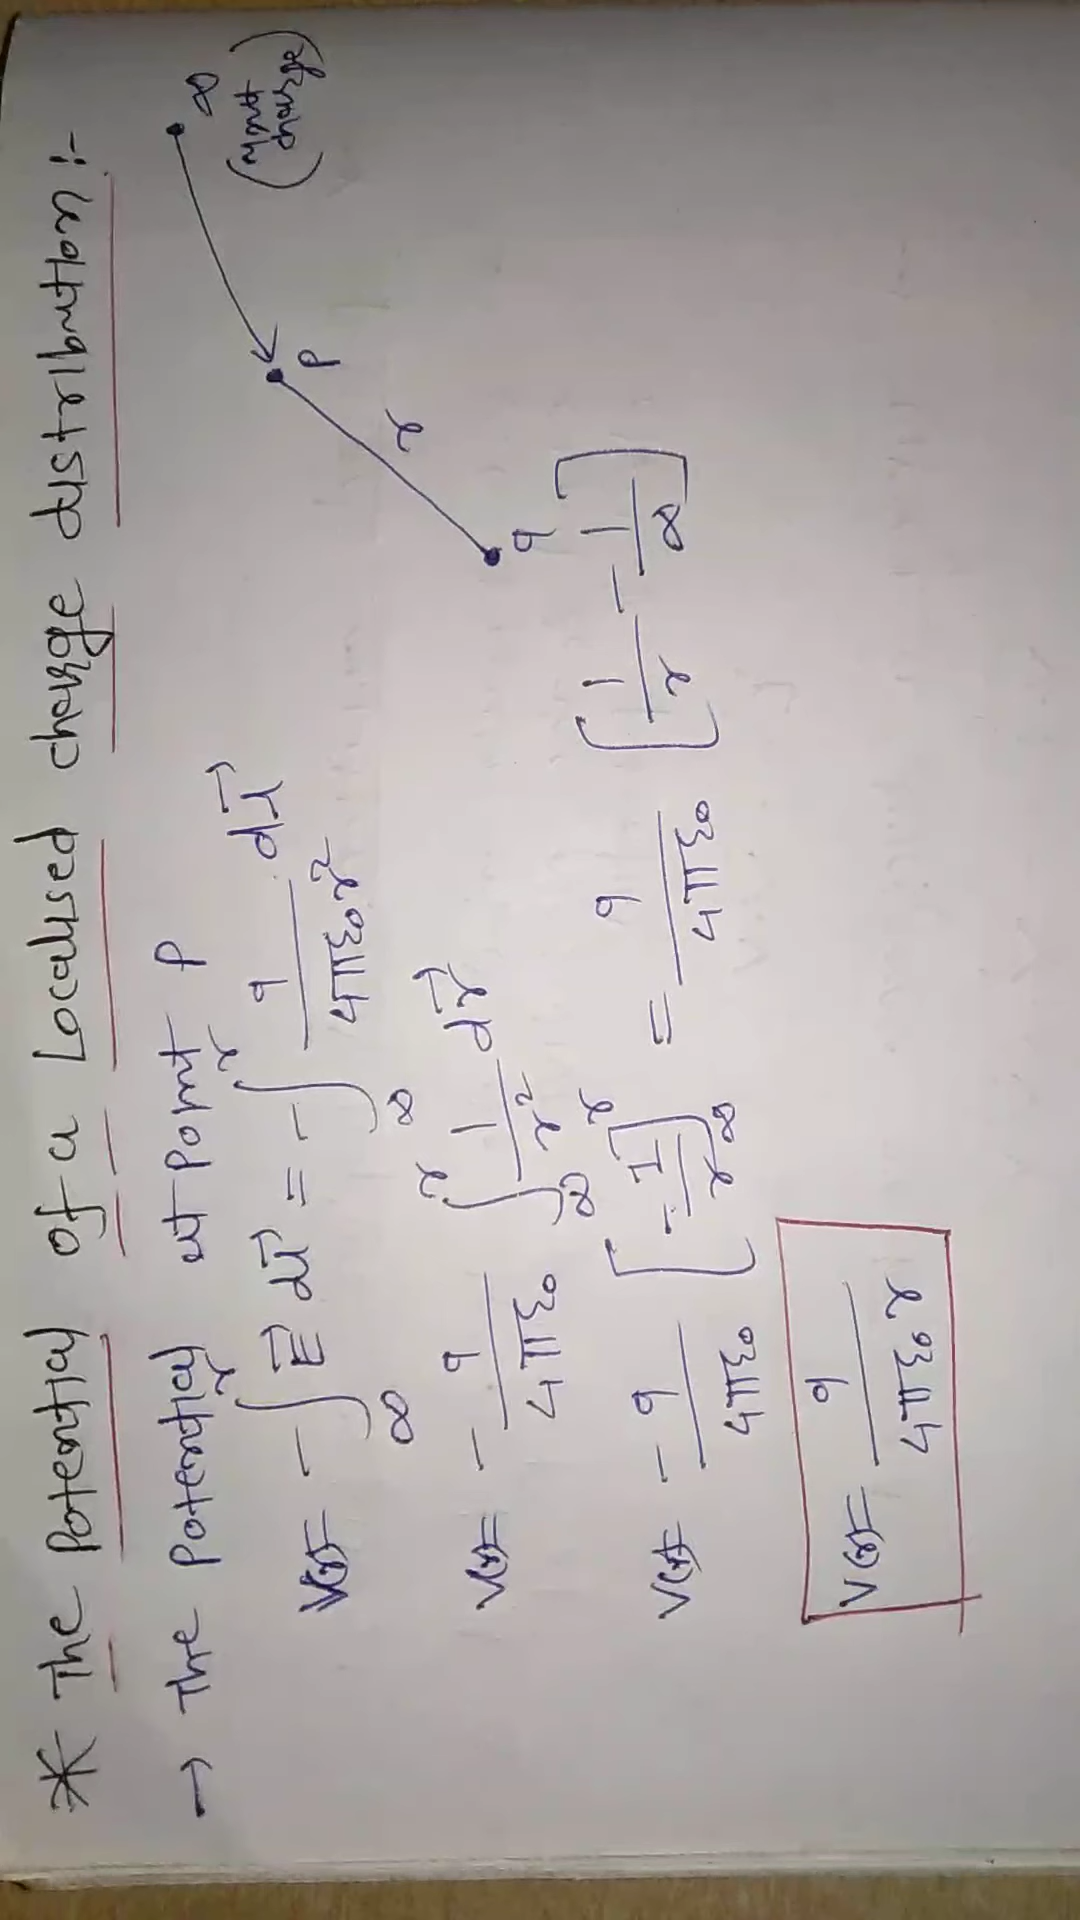 * The Potential of a Localised charge distribution :-
→ The Potential at Point P
V(r) = - ∫_∞^r E⃗ dl⃗ = - ∫_∞^r q/4πε₀r² · dl⃗
V(r) = - q/4πε₀ ∫_∞^r 1/r² dr⃗
V(r) = - q/4πε₀ [-1/r]_∞^r = q/4πε₀ [1/r - 1/∞]
V(r) = q/4πε₀r
∞
(unit charge)
P
r
q